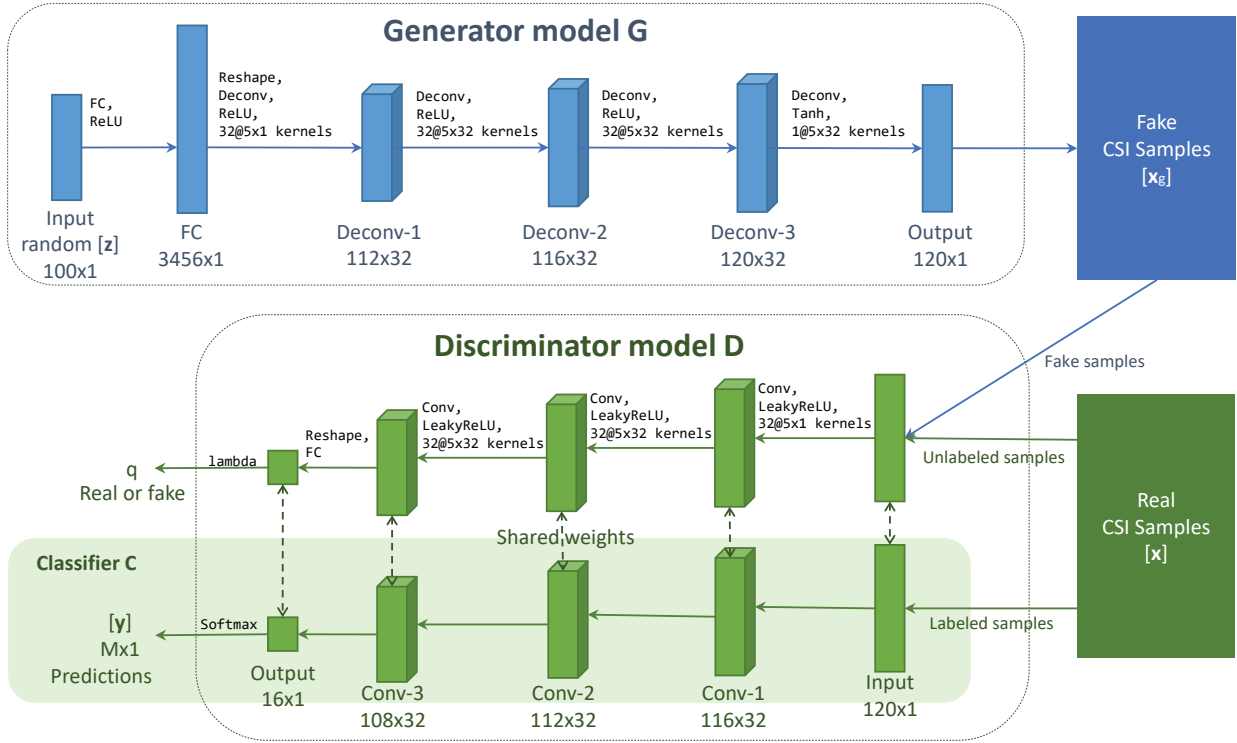 Generator model G
FC,
ReLU
Reshape,
Deconv,
ReLU,
32@5x1 kernels
Deconv,
ReLU,
32@5x32 kernels
Deconv,
ReLU,
32@5x32 kernels
Deconv,
Tanh,
1@5x32 kernels
Input
random [z]
100x1
FC
3456x1
Deconv-1
112x32
Deconv-2
116x32
Deconv-3
120x32
Output
120x1
Fake
CSI Samples
[xg]
Discriminator model D
Fake samples
Conv,
LeakyReLU,
32@5x1 kernels
Conv,
LeakyReLU,
32@5x32 kernels
Conv,
LeakyReLU,
32@5x32 kernels
Reshape,
FC
lambda
q
Real or fake
Unlabeled samples
Real
CSI Samples
[x]
Shared weights
Classifier C
Softmax
[y]
Mx1
Predictions
Labeled samples
Output
16x1
Conv-3
108x32
Conv-2
112x32
Conv-1
116x32
Input
120x1